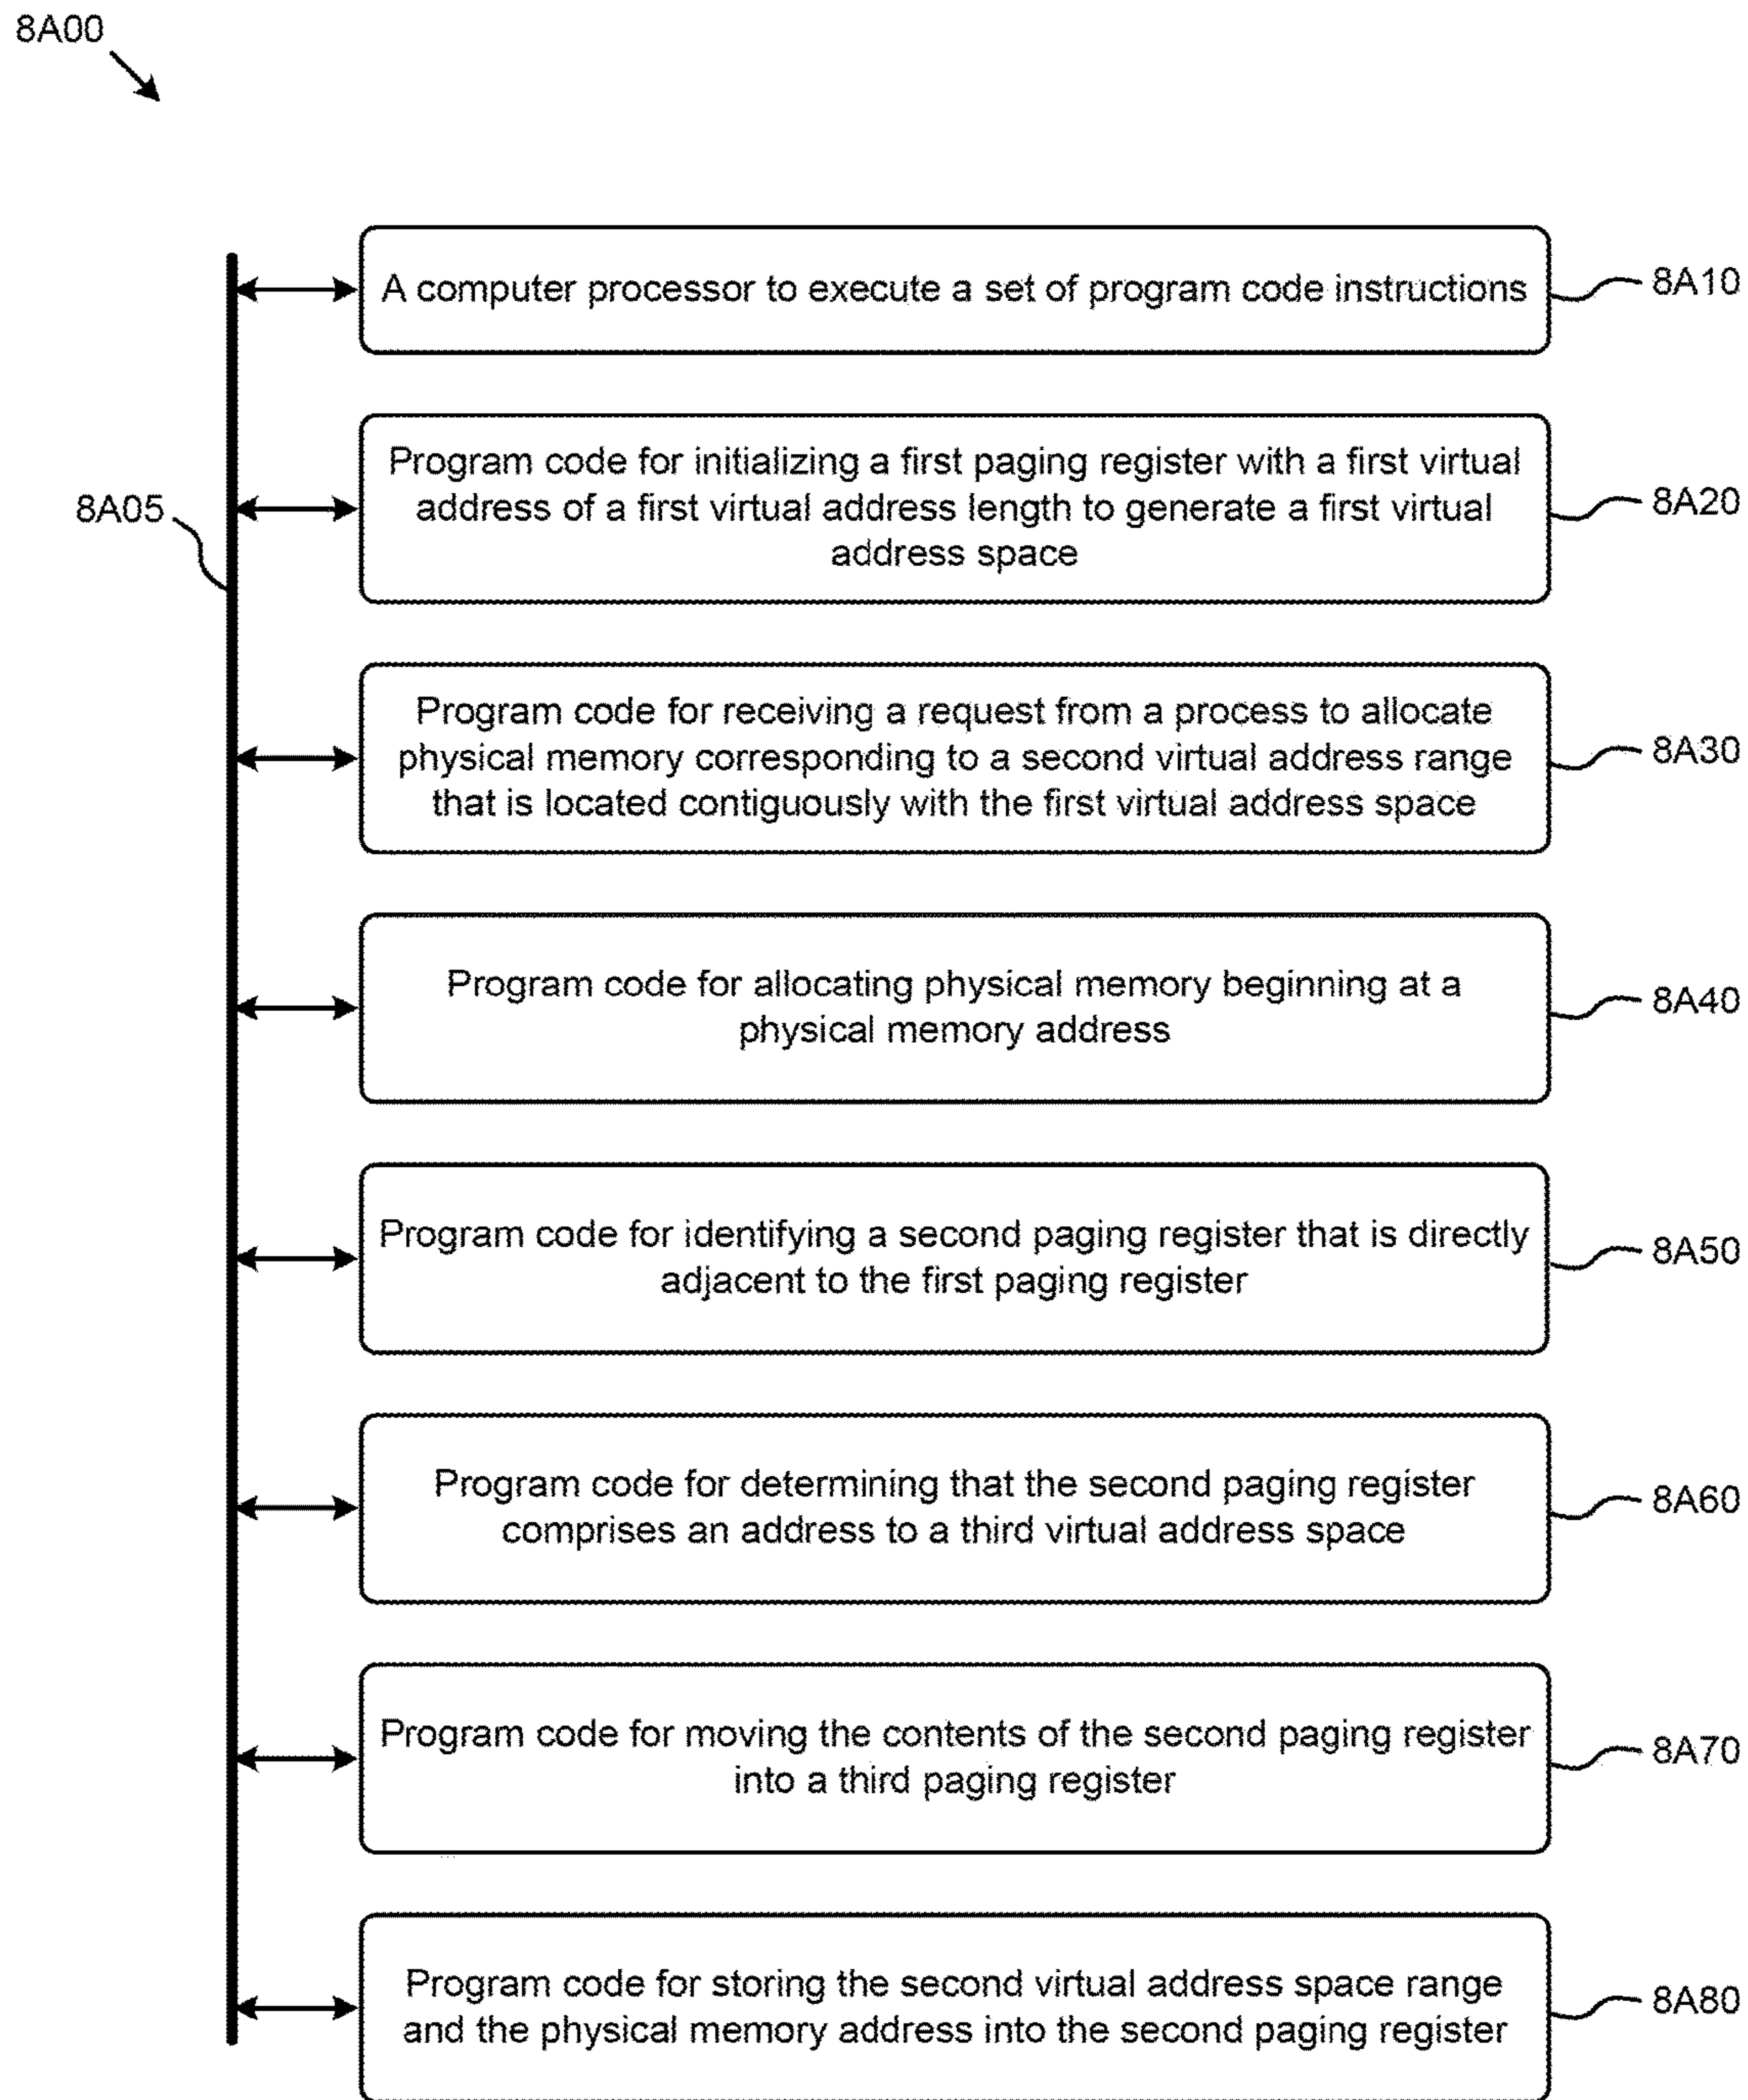 8A00
A computer processor to execute a set of program code instructions
8A10
Program code for initializing a first paging register with a first virtual
address of a first virtual address length to generate a first virtual
address space
8A20
8A05
Program code for receiving a request from a process to allocate
physical memory corresponding to a second virtual address range
that is located contiguously with the first virtual address space
8A30
Program code for allocating physical memory beginning at a
physical memory address
8A40
Program code for identifying a second paging register that is directly
adjacent to the first paging register
8A50
Program code for determining that the second paging register
comprises an address to a third virtual address space
8A60
Program code for moving the contents of the second paging register
into a third paging register
8A70
Program code for storing the second virtual address space range
and the physical memory address into the second paging register
8A80